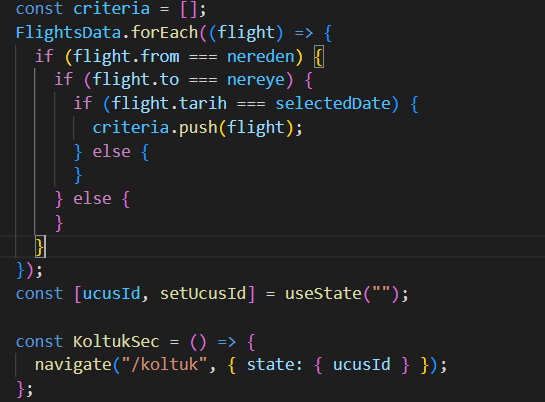 const criteria = [];
FlightsData.forEach((flight) => {
  if (flight.from === nereden) {
    if (flight.to === nereye) {
      if (flight.tarih === selectedDate) {
        criteria.push(flight);
      } else {
      }
    } else {
    }
  }
});
const [ucusId, setUcusId] = useState("");

const KoltukSec = () => {
  navigate("/koltuk", { state: { ucusId } });
};